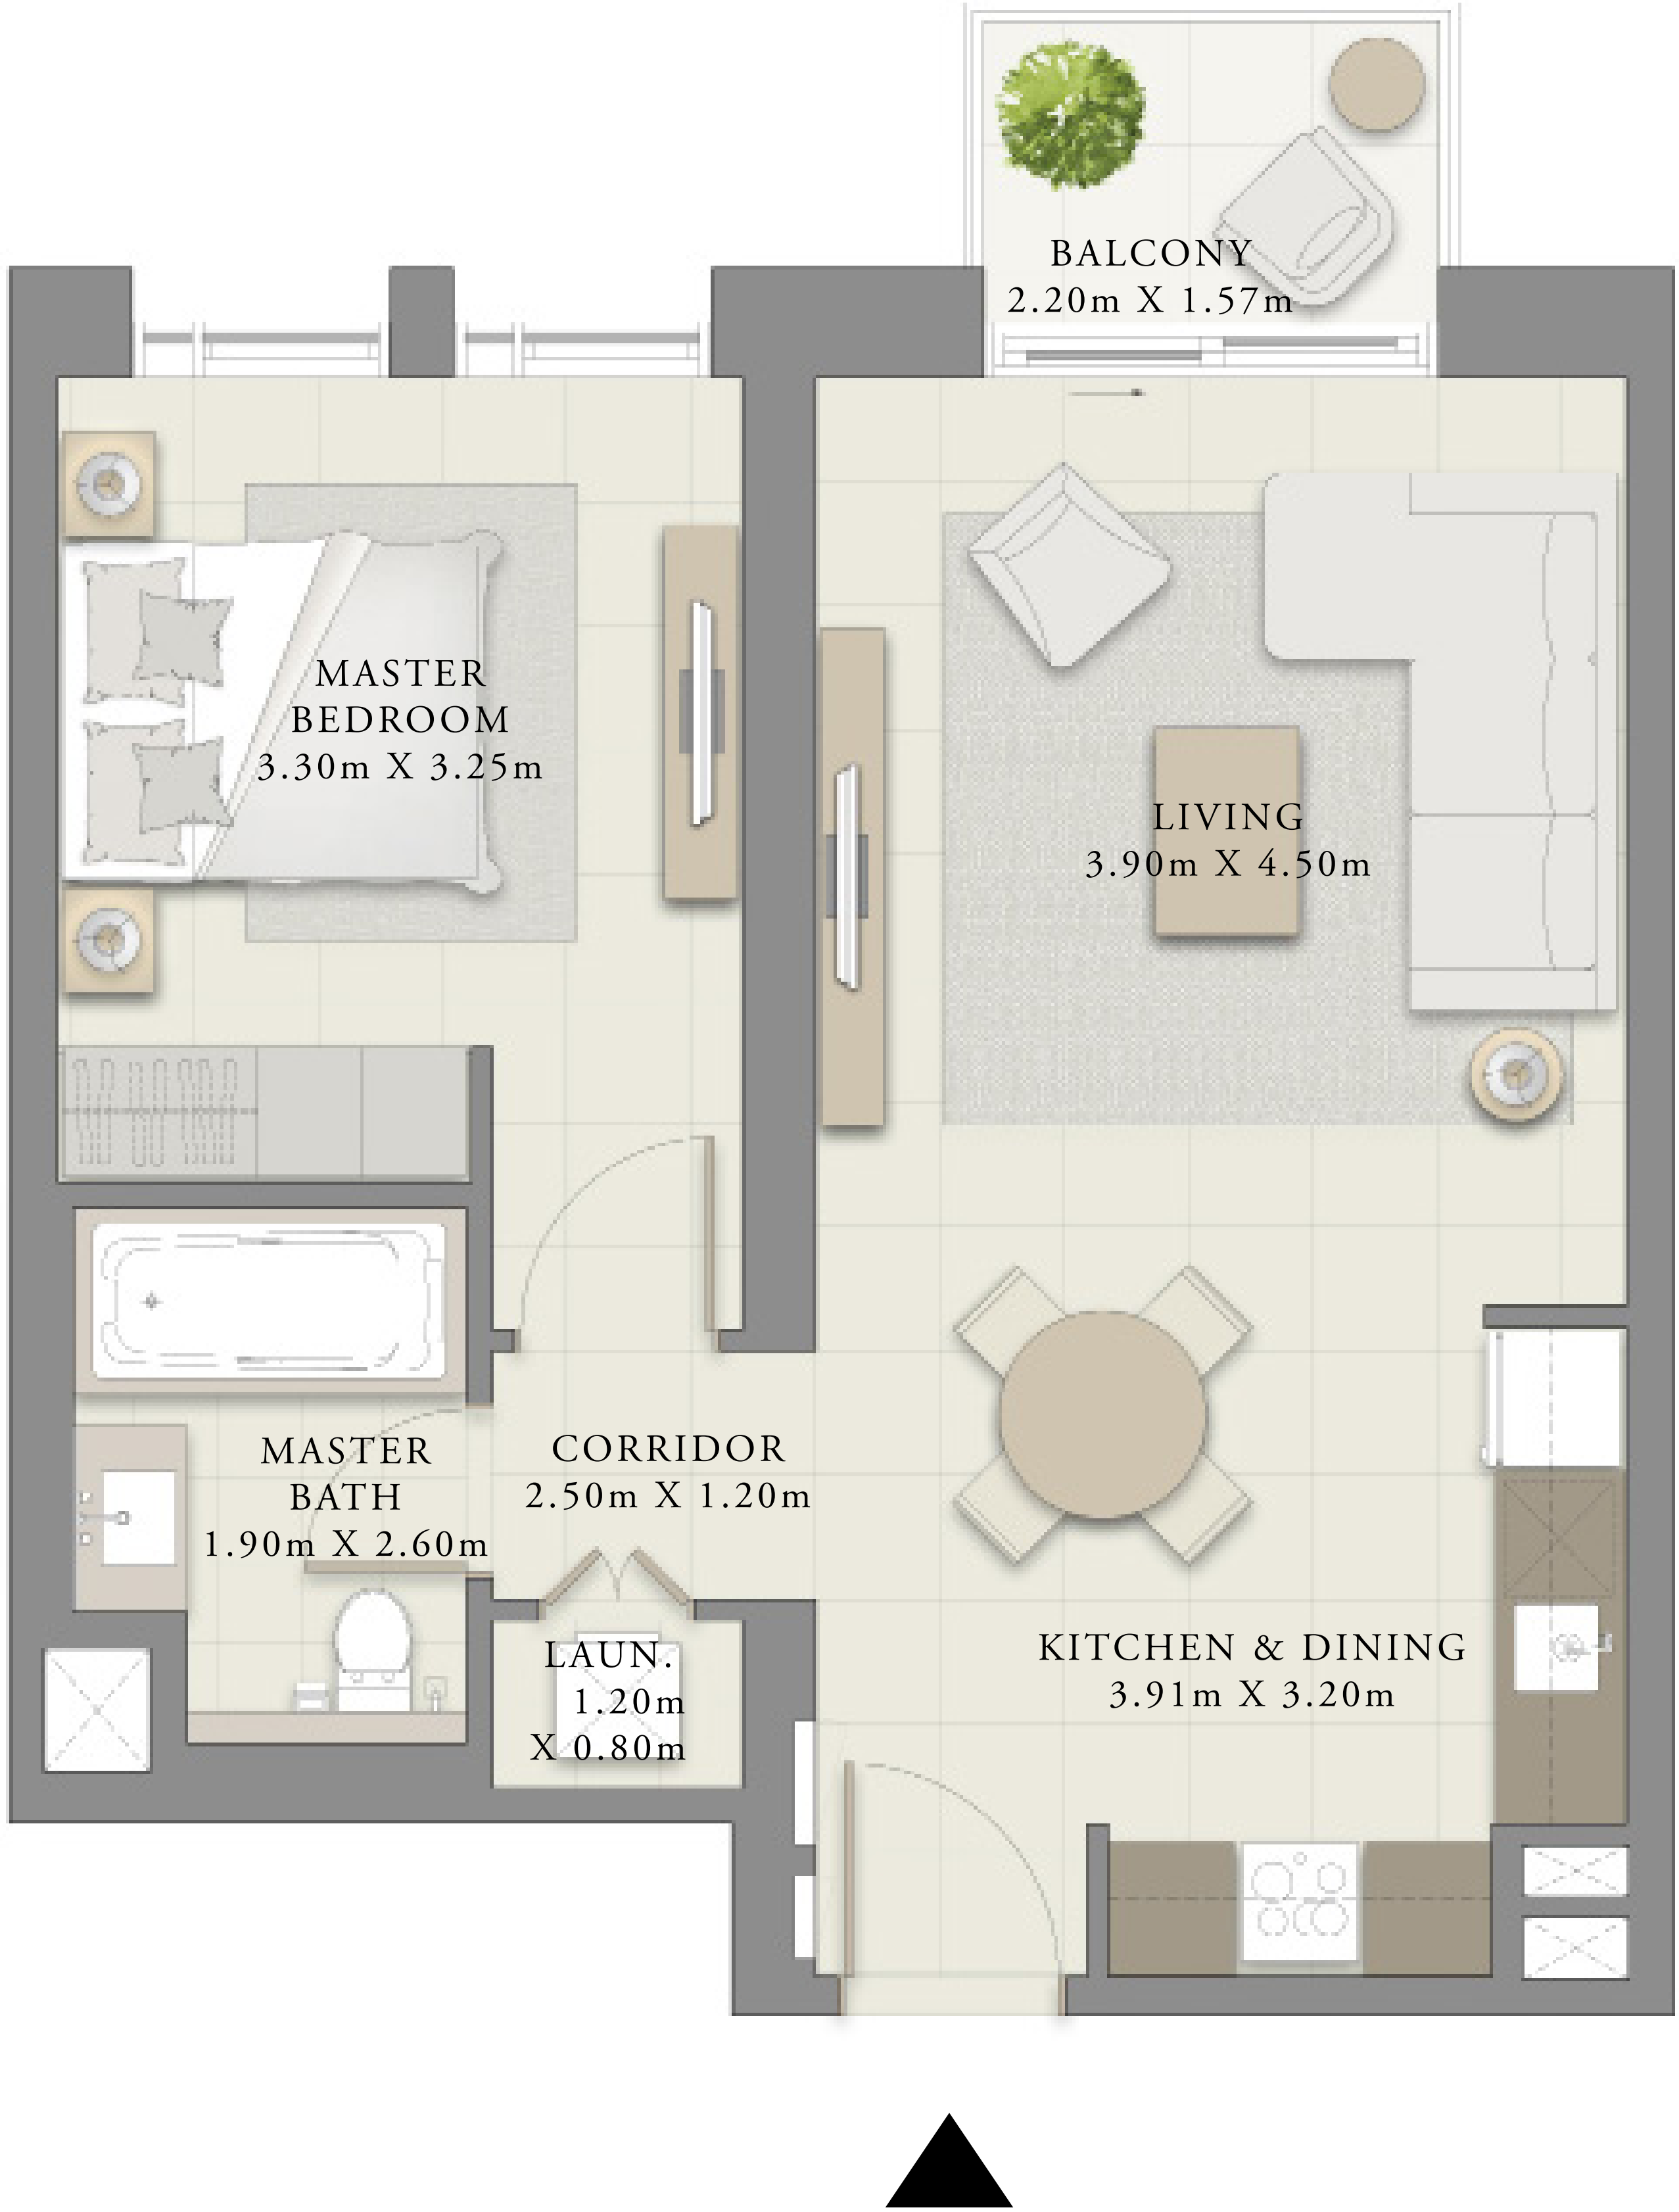 BALCONY
2.20m X 1.57m
MASTER
BEDROOM
3.30m X 3.25m
LIVING
3.90m X 4.50m
MASTER
BATH
1.90m X 2.60m
CORRIDOR
2.50m X 1.20m
LAUN.
1.20m
X 0.80m
KITCHEN & DINING
3.91m X 3.20m